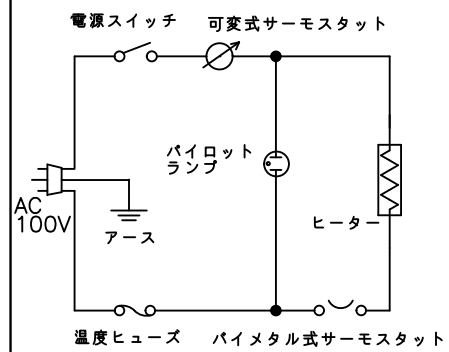 電源スイッチ
可変式サーモスタット
パイロット
ランプ
AC
100V
アース
ヒーター
温度ヒューズ
バイメタル式サーモスタット